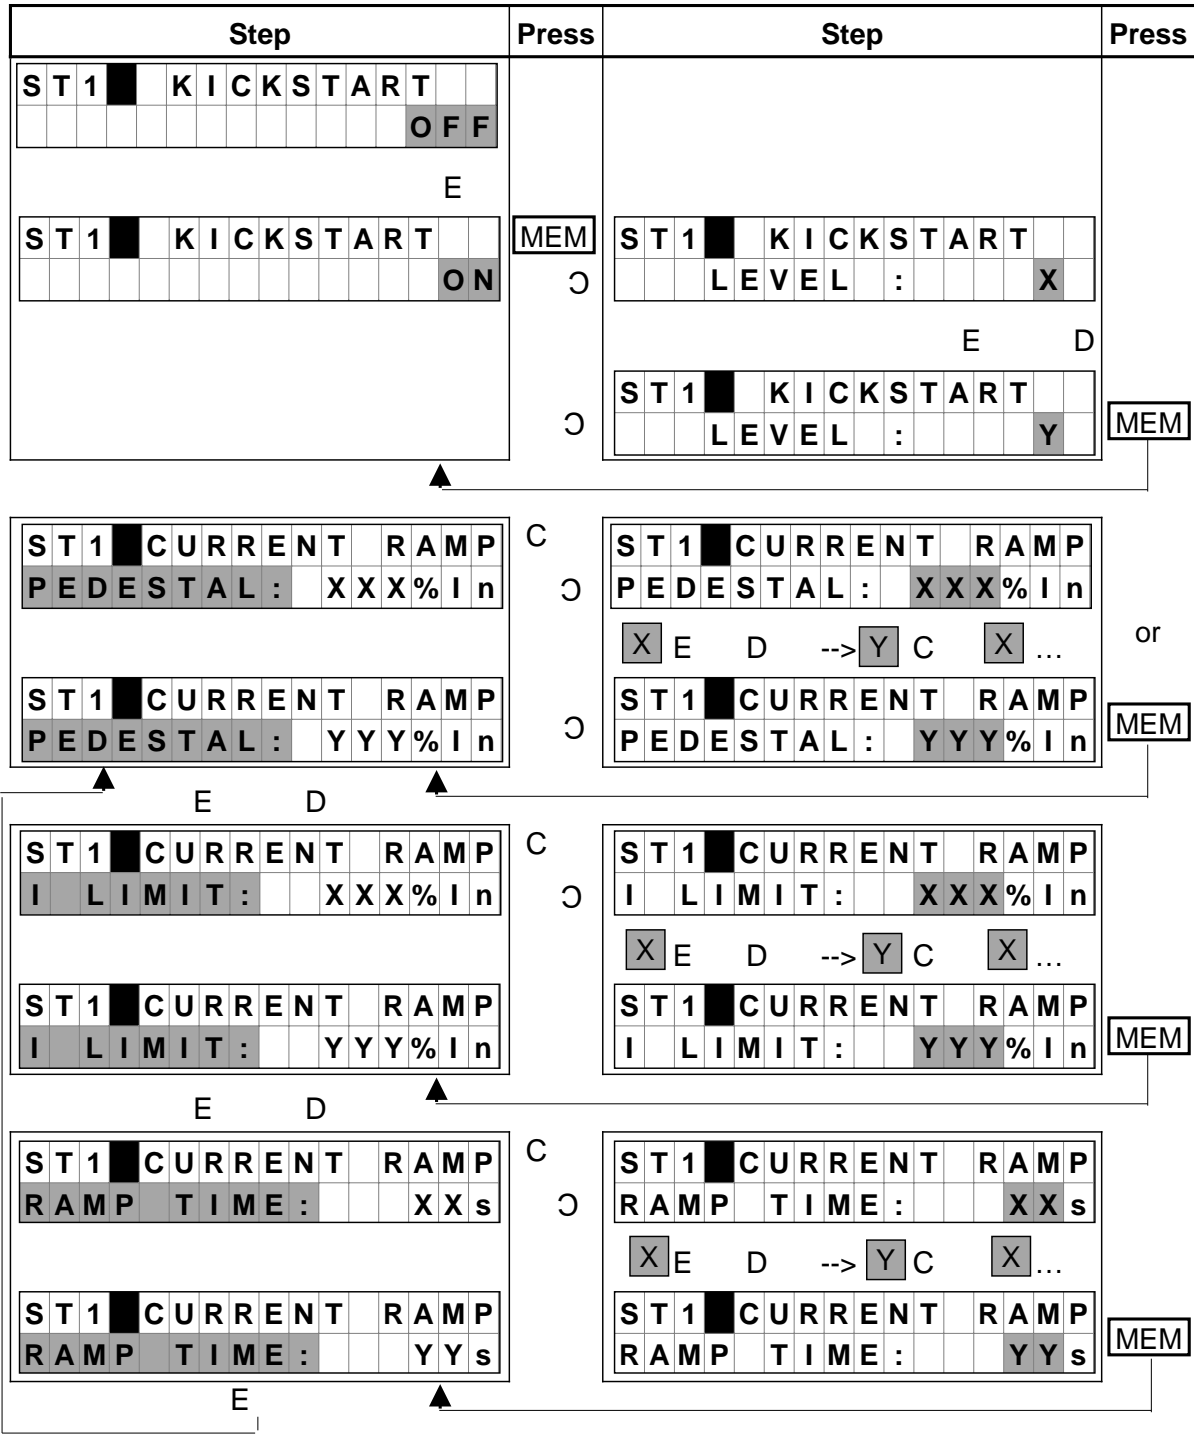 Step Press Step Press
ST1█ KICKSTART
OFF
E
ST1█ KICKSTART MEM ST1█ KICKSTART
ON Ɔ LEVEL : X
E D
ST1█ KICKSTART
Ɔ LEVEL : Y MEM
ST1█CURRENT RAMP C ST1█CURRENT RAMP
PEDESTAL: XXX%In Ɔ PEDESTAL: XXX%In
X E D --> Y C X ... or
ST1█CURRENT RAMP ST1█CURRENT RAMP
PEDESTAL: YYY%In Ɔ PEDESTAL: YYY%In MEM
E D
ST1█CURRENT RAMP C ST1█CURRENT RAMP
I LIMIT: XXX%In Ɔ I LIMIT: XXX%In
X E D --> Y C X ...
ST1█CURRENT RAMP ST1█CURRENT RAMP
I LIMIT: YYY%In I LIMIT: YYY%In MEM
E D
ST1█CURRENT RAMP C ST1█CURRENT RAMP
RAMP TIME: XXs Ɔ RAMP TIME: XXs
X E D --> Y C X ...
ST1█CURRENT RAMP ST1█CURRENT RAMP
RAMP TIME: YYs RAMP TIME: YYs MEM
E